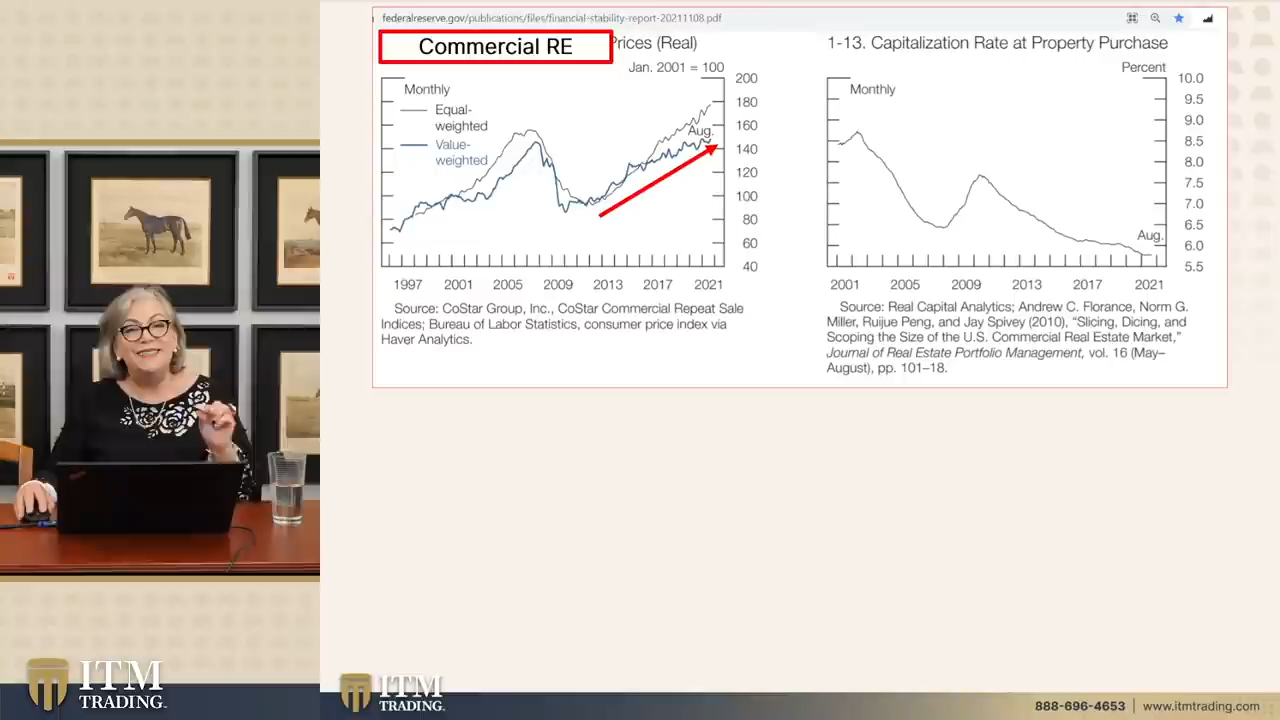 federalreserve.gov/publications/files/financial-stability-report-20211108.pdf
Commercial RE
Prices (Real)
Jan. 2001 = 100
Monthly
Equal-
weighted
Value-
weighted
Aug.
200
180
160
140
120
100
80
60
40
1997 2001 2005 2009 2013 2017 2021
Source: CoStar Group, Inc., CoStar Commercial Repeat Sale
Indices; Bureau of Labor Statistics, consumer price index via
Haver Analytics.
1-13. Capitalization Rate at Property Purchase
Percent
Monthly
Aug.
10.0
9.5
9.0
8.5
8.0
7.5
7.0
6.5
6.0
5.5
2001 2005 2009 2013 2017 2021
Source: Real Capital Analytics; Andrew C. Florance, Norm G.
Miller, Ruijue Peng, and Jay Spivey (2010), “Slicing, Dicing, and
Scoping the Size of the U.S. Commercial Real Estate Market,”
Journal of Real Estate Portfolio Management, vol. 16 (May–
August), pp. 101–18.
ITM
TRADING.
ITM
TRADING.
888-696-4653 | www.itmtrading.com